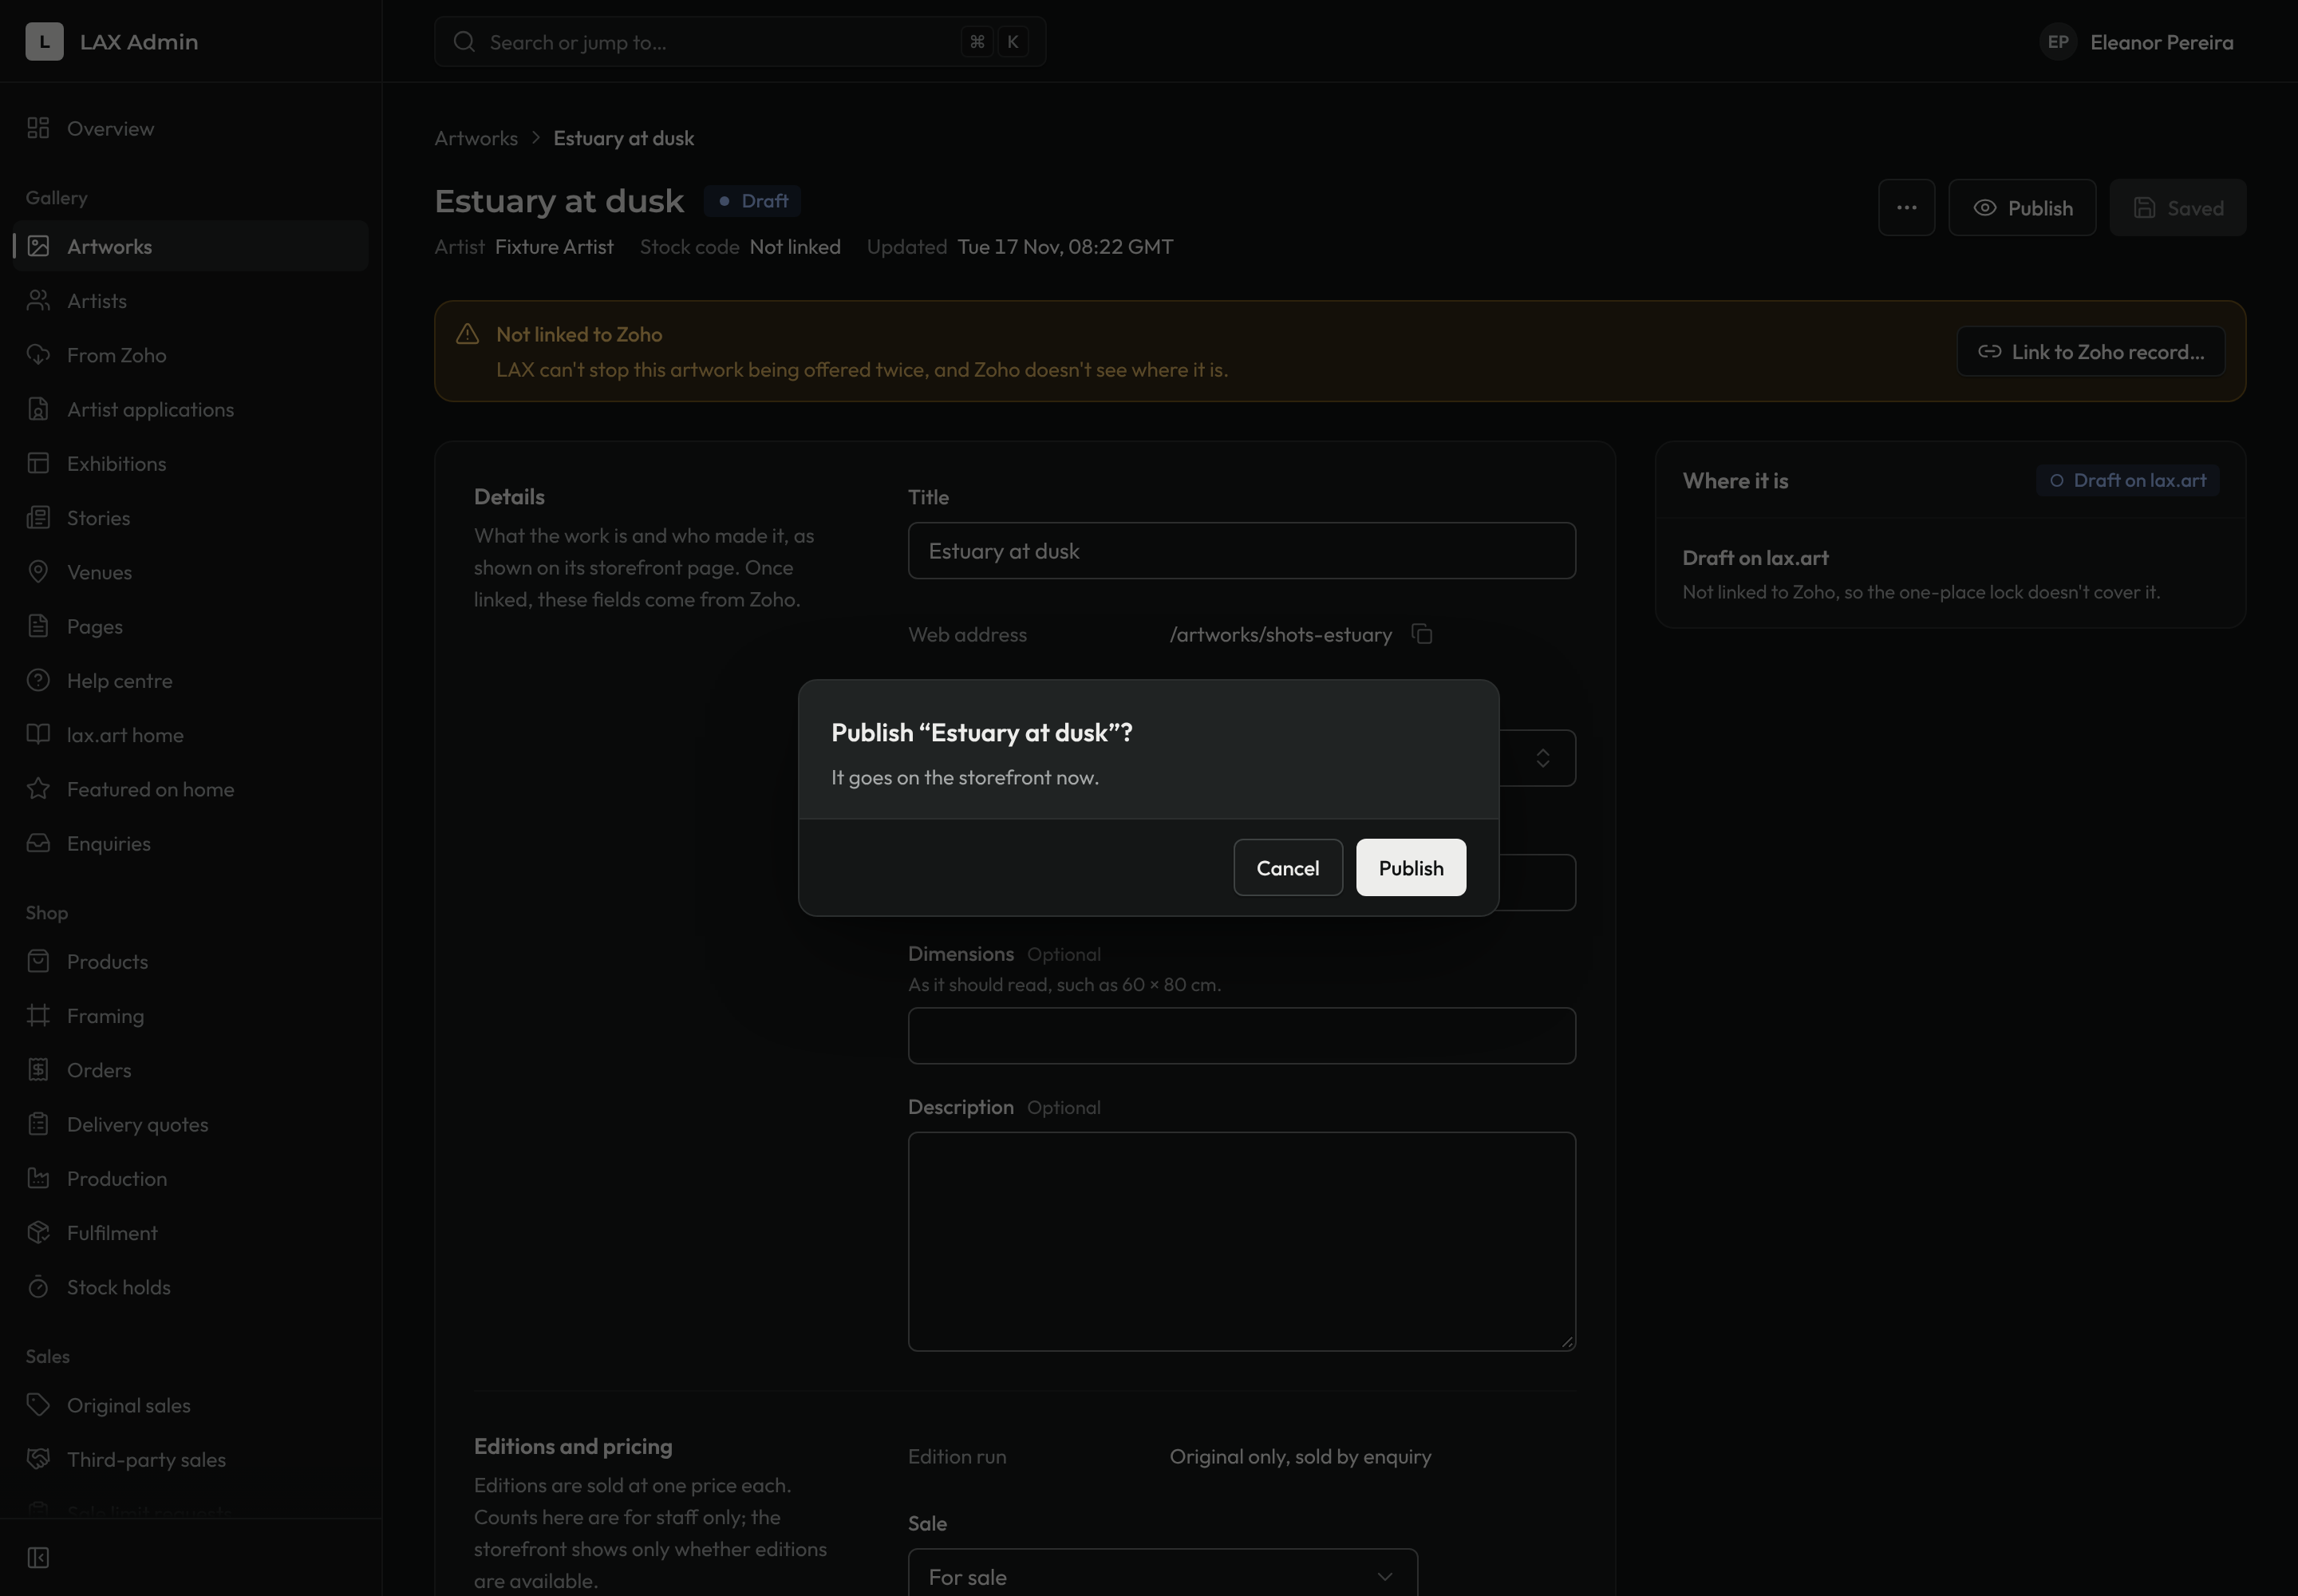 L
LAX Admin
Search or jump to...
⌘ K
EP
Eleanor Pereira
Overview
Gallery
Artworks
Artists
From Zoho
Artist applications
Exhibitions
Stories
Venues
Pages
Help centre
lax.art home
Featured on home
Enquiries
Shop
Products
Framing
Orders
Delivery quotes
Production
Fulfilment
Stock holds
Sales
Original sales
Third-party sales
Sale limit requests
Artworks
Estuary at dusk
Estuary at dusk
Draft
Artist Fixture Artist Stock code Not linked Updated Tue 17 Nov, 08:22 GMT
Publish
Saved
Not linked to Zoho
LAX can't stop this artwork being offered twice, and Zoho doesn't see where it is.
Link to Zoho record...
Details
What the work is and who made it, as
shown on its storefront page. Once
linked, these fields come from Zoho.
Title
Estuary at dusk
Web address
/artworks/shots-estuary
Publish “Estuary at dusk”?
It goes on the storefront now.
Cancel
Publish
Dimensions Optional
As it should read, such as 60 × 80 cm.
Description Optional
Editions and pricing
Editions are sold at one price each.
Counts here are for staff only; the
storefront shows only whether editions
are available.
Edition run
Original only, sold by enquiry
Sale
For sale
Where it is
Draft on lax.art
Draft on lax.art
Not linked to Zoho, so the one-place lock doesn't cover it.